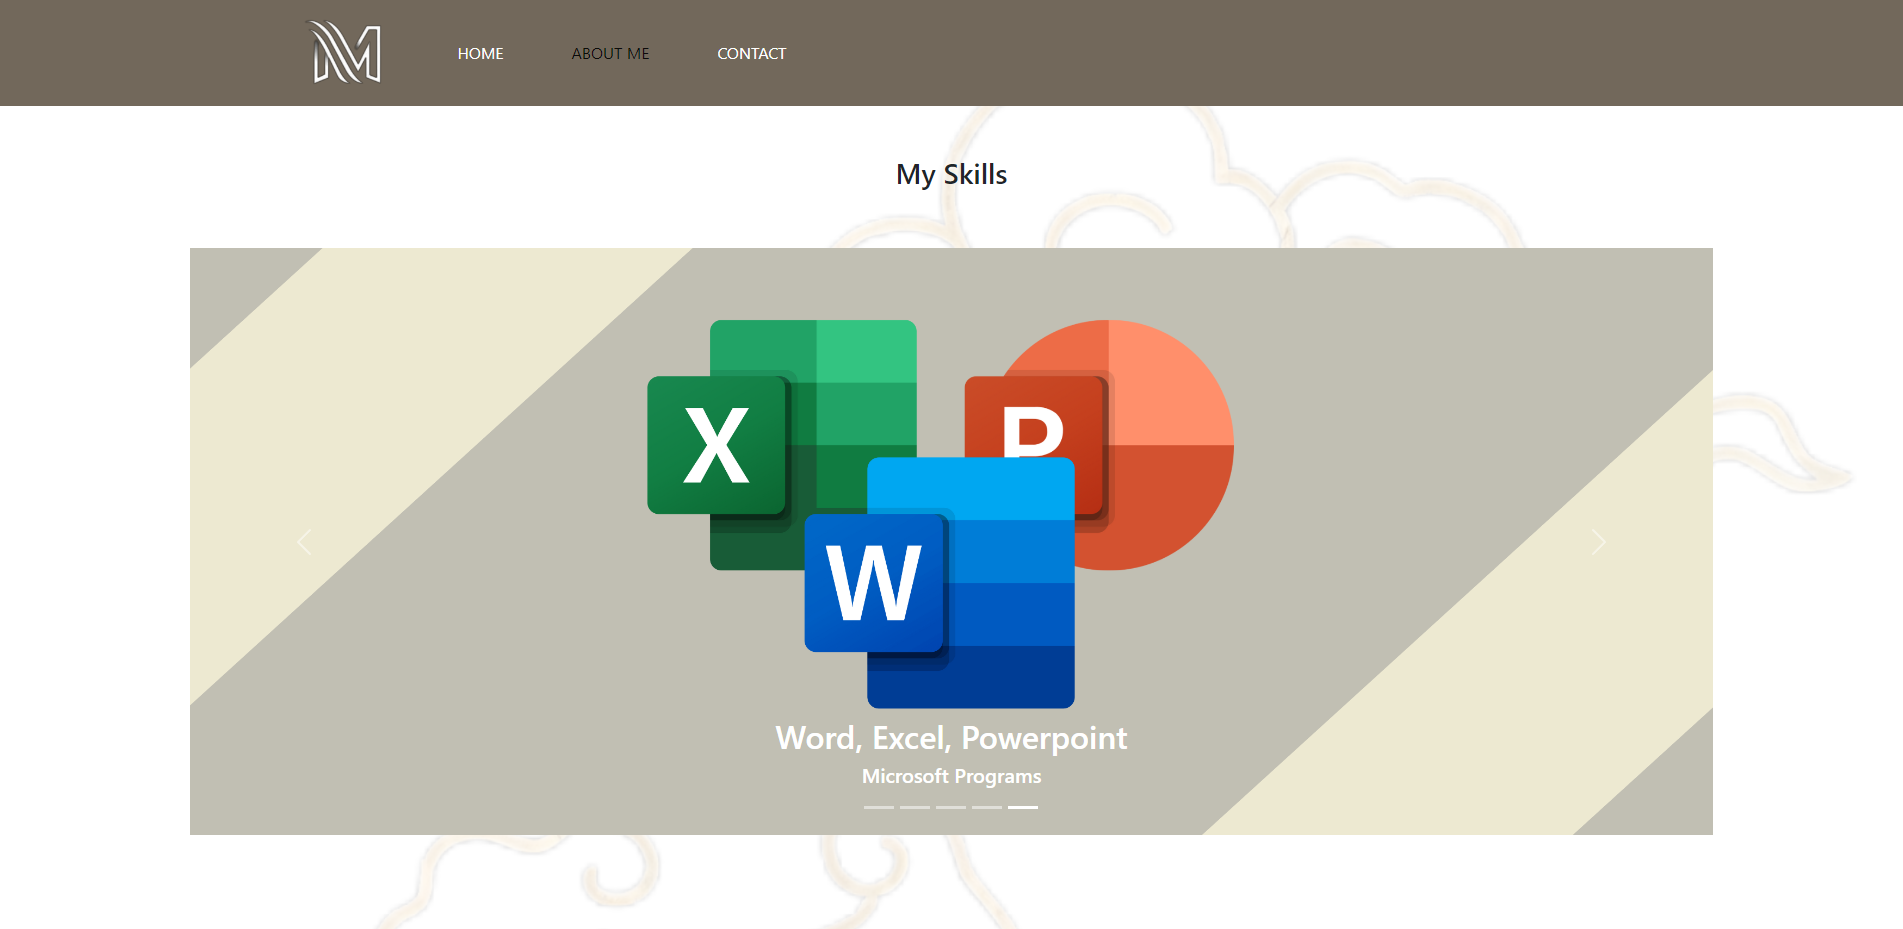 M
HOME ABOUT ME CONTACT
My Skills
X
P
W
Word, Excel, Powerpoint
Microsoft Programs